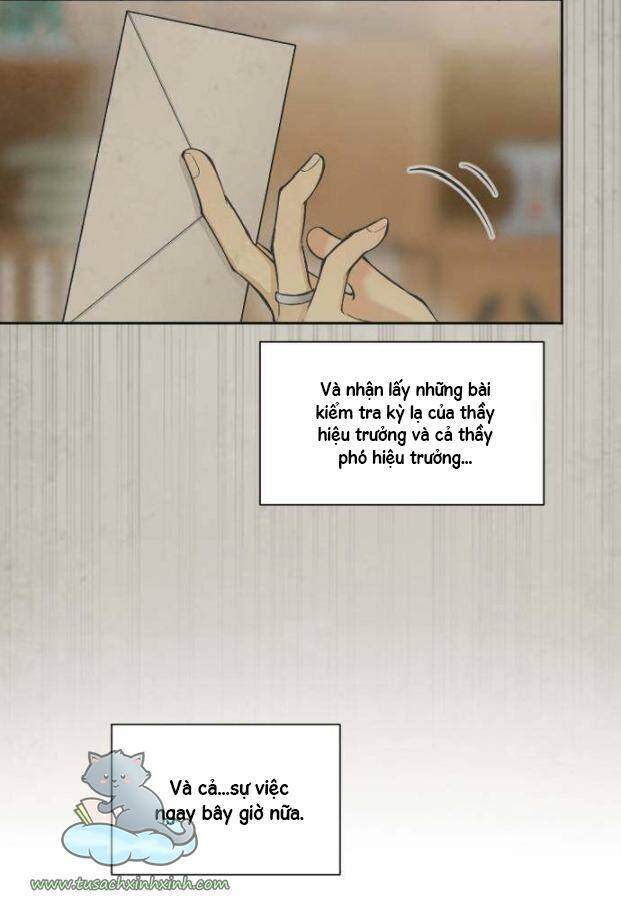 Và nhận lấy những bài
kiểm tra kỳ lạ của thầy
hiệu trưởng và cả thầy
phó hiệu trưởng...
Và cả...sự việc
ngay bây giờ nữa.
www.tusachxinhxinh.com